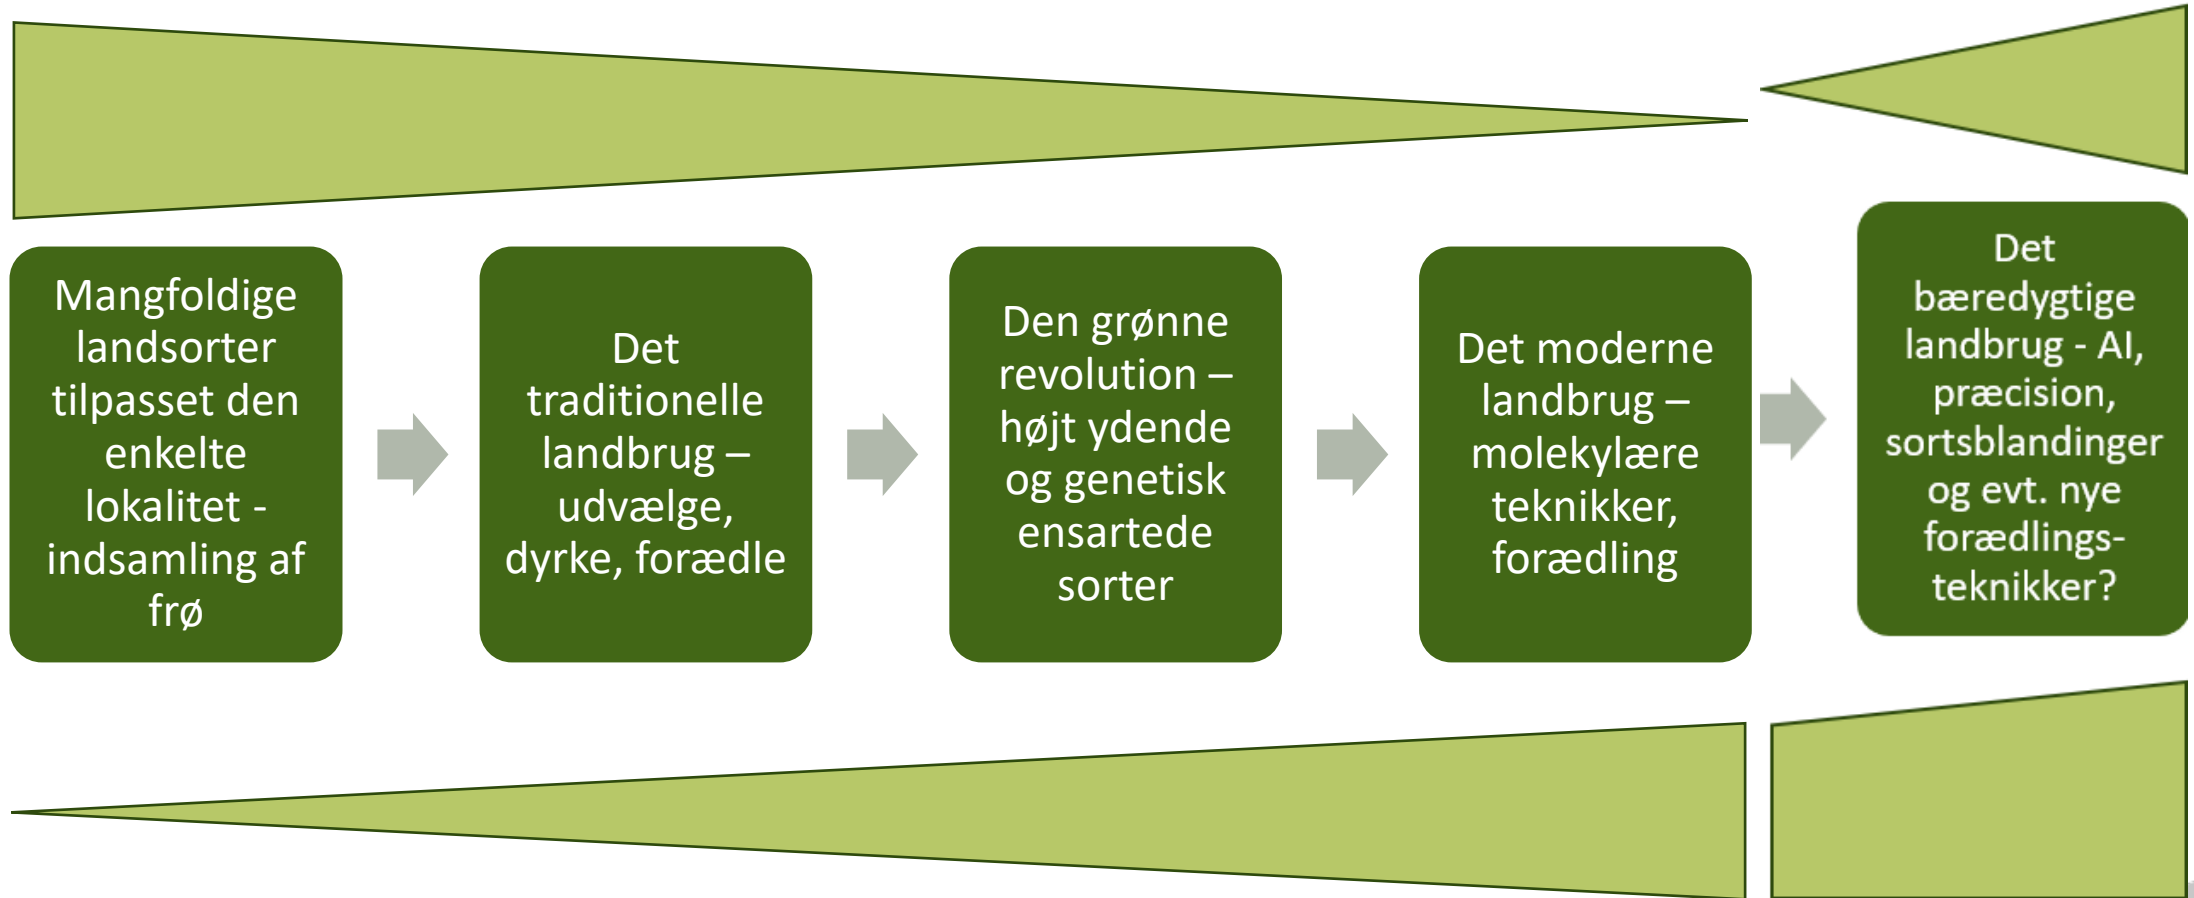 Mangfoldige
landsorter
tilpasset den
enkelte
lokalitet -
indsamling af
frø
Det
traditionelle
landbrug –
udvælge,
dyrke, forædle
Den grønne
revolution –
højt ydende
og genetisk
ensartede
sorter
Det moderne
landbrug –
molekylære
teknikker,
forædling
Det
bæredygtige
landbrug - AI,
præcision,
sortsblandinger
og evt. nye
forædlings-
teknikker?